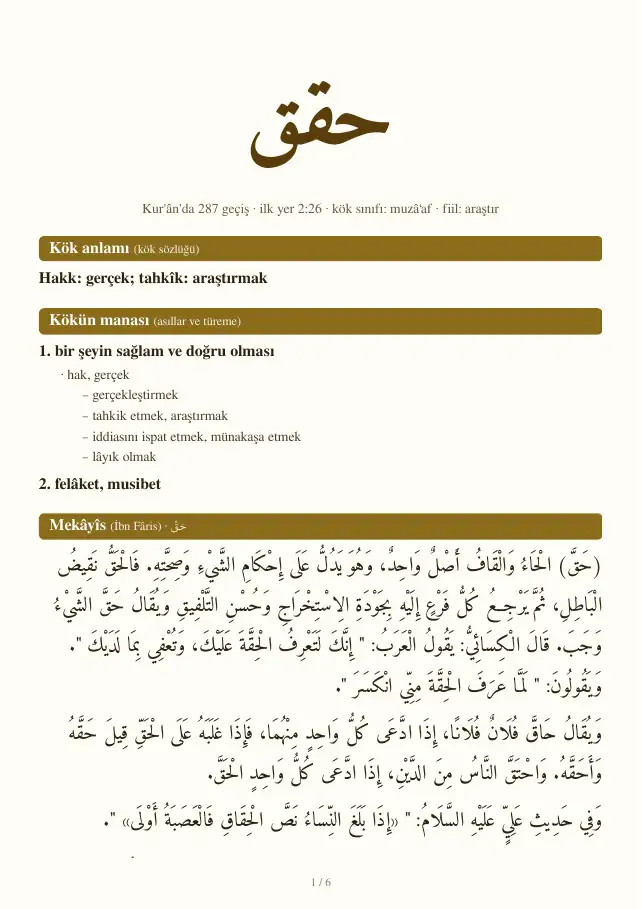 حقق
Kur'ân'da 287 geçiş · ilk yer 2:26 · kök sınıfı: muzâ'af · fiil: araştır
Kök anlamı (kök sözlüğü)
Hakk: gerçek; tahkîk: araştırmak
Kökün manası (asıllar ve türeme)
1. bir şeyin sağlam ve doğru olması
· hak, gerçek
– gerçekleştirmek
– tahkik etmek, araştırmak
– iddiasını ispat etmek, münakaşa etmek
– lâyık olmak
2. felâket, musibet
Mekâyîs (İbn Fâris) · حَقَّ
(حَقَّ) الْحَاءُ وَالْقَافُ أَصْلٌ وَاحِدٌ، وَهُوَ يَدُلُّ عَلَى إِحْكَامِ الشَّيْءِ وَصِحَّتِهِ. فَالْحَقُّ نَقِيضُ
الْبَاطِلِ، ثُمَّ يَرْجِعُ كُلُّ فَرْعٍ إِلَيْهِ بِجَوْدَةِ الِاسْتِخْرَاجِ وَحُسْنِ التَّلْفِيقِ وَيُقَالُ حَقَّ الشَّيْءُ
وَجَبَ. قَالَ الْكِسَائِيُّ: يَقُولُ الْعَرَبُ: " إِنَّكَ لَتَعْرِفُ الْحِقَّةَ عَلَيْكَ، وَتُعْفِي بِمَا لَدَيْكَ ".
وَيَقُولُونَ: " لَمَّا عَرَفَ الْحِقَّةَ مِنِّي انْكَسَرَ ".
وَيُقَالُ حَاقَّ فُلَانٌ فُلَانًا، إِذَا ادَّعَى كُلُّ وَاحِدٍ مِنْهُمَا، فَإِذَا غَلَبَهُ عَلَى الْحَقِّ قِيلَ حَقَّهُ
وَأَحَقَّهُ. وَاحْتَقَّ النَّاسُ مِنَ الدَّيْنِ، إِذَا ادَّعَى كُلُّ وَاحِدٍ الْحَقَّ.
وَفِي حَدِيثِ عَلِيٍّ عَلَيْهِ السَّلَامُ: " «إِذَا بَلَغَ النِّسَاءُ نَصَّ الْحِقَاقِ فَالْعَصَبَةُ أَوْلَى» ".
1 / 6